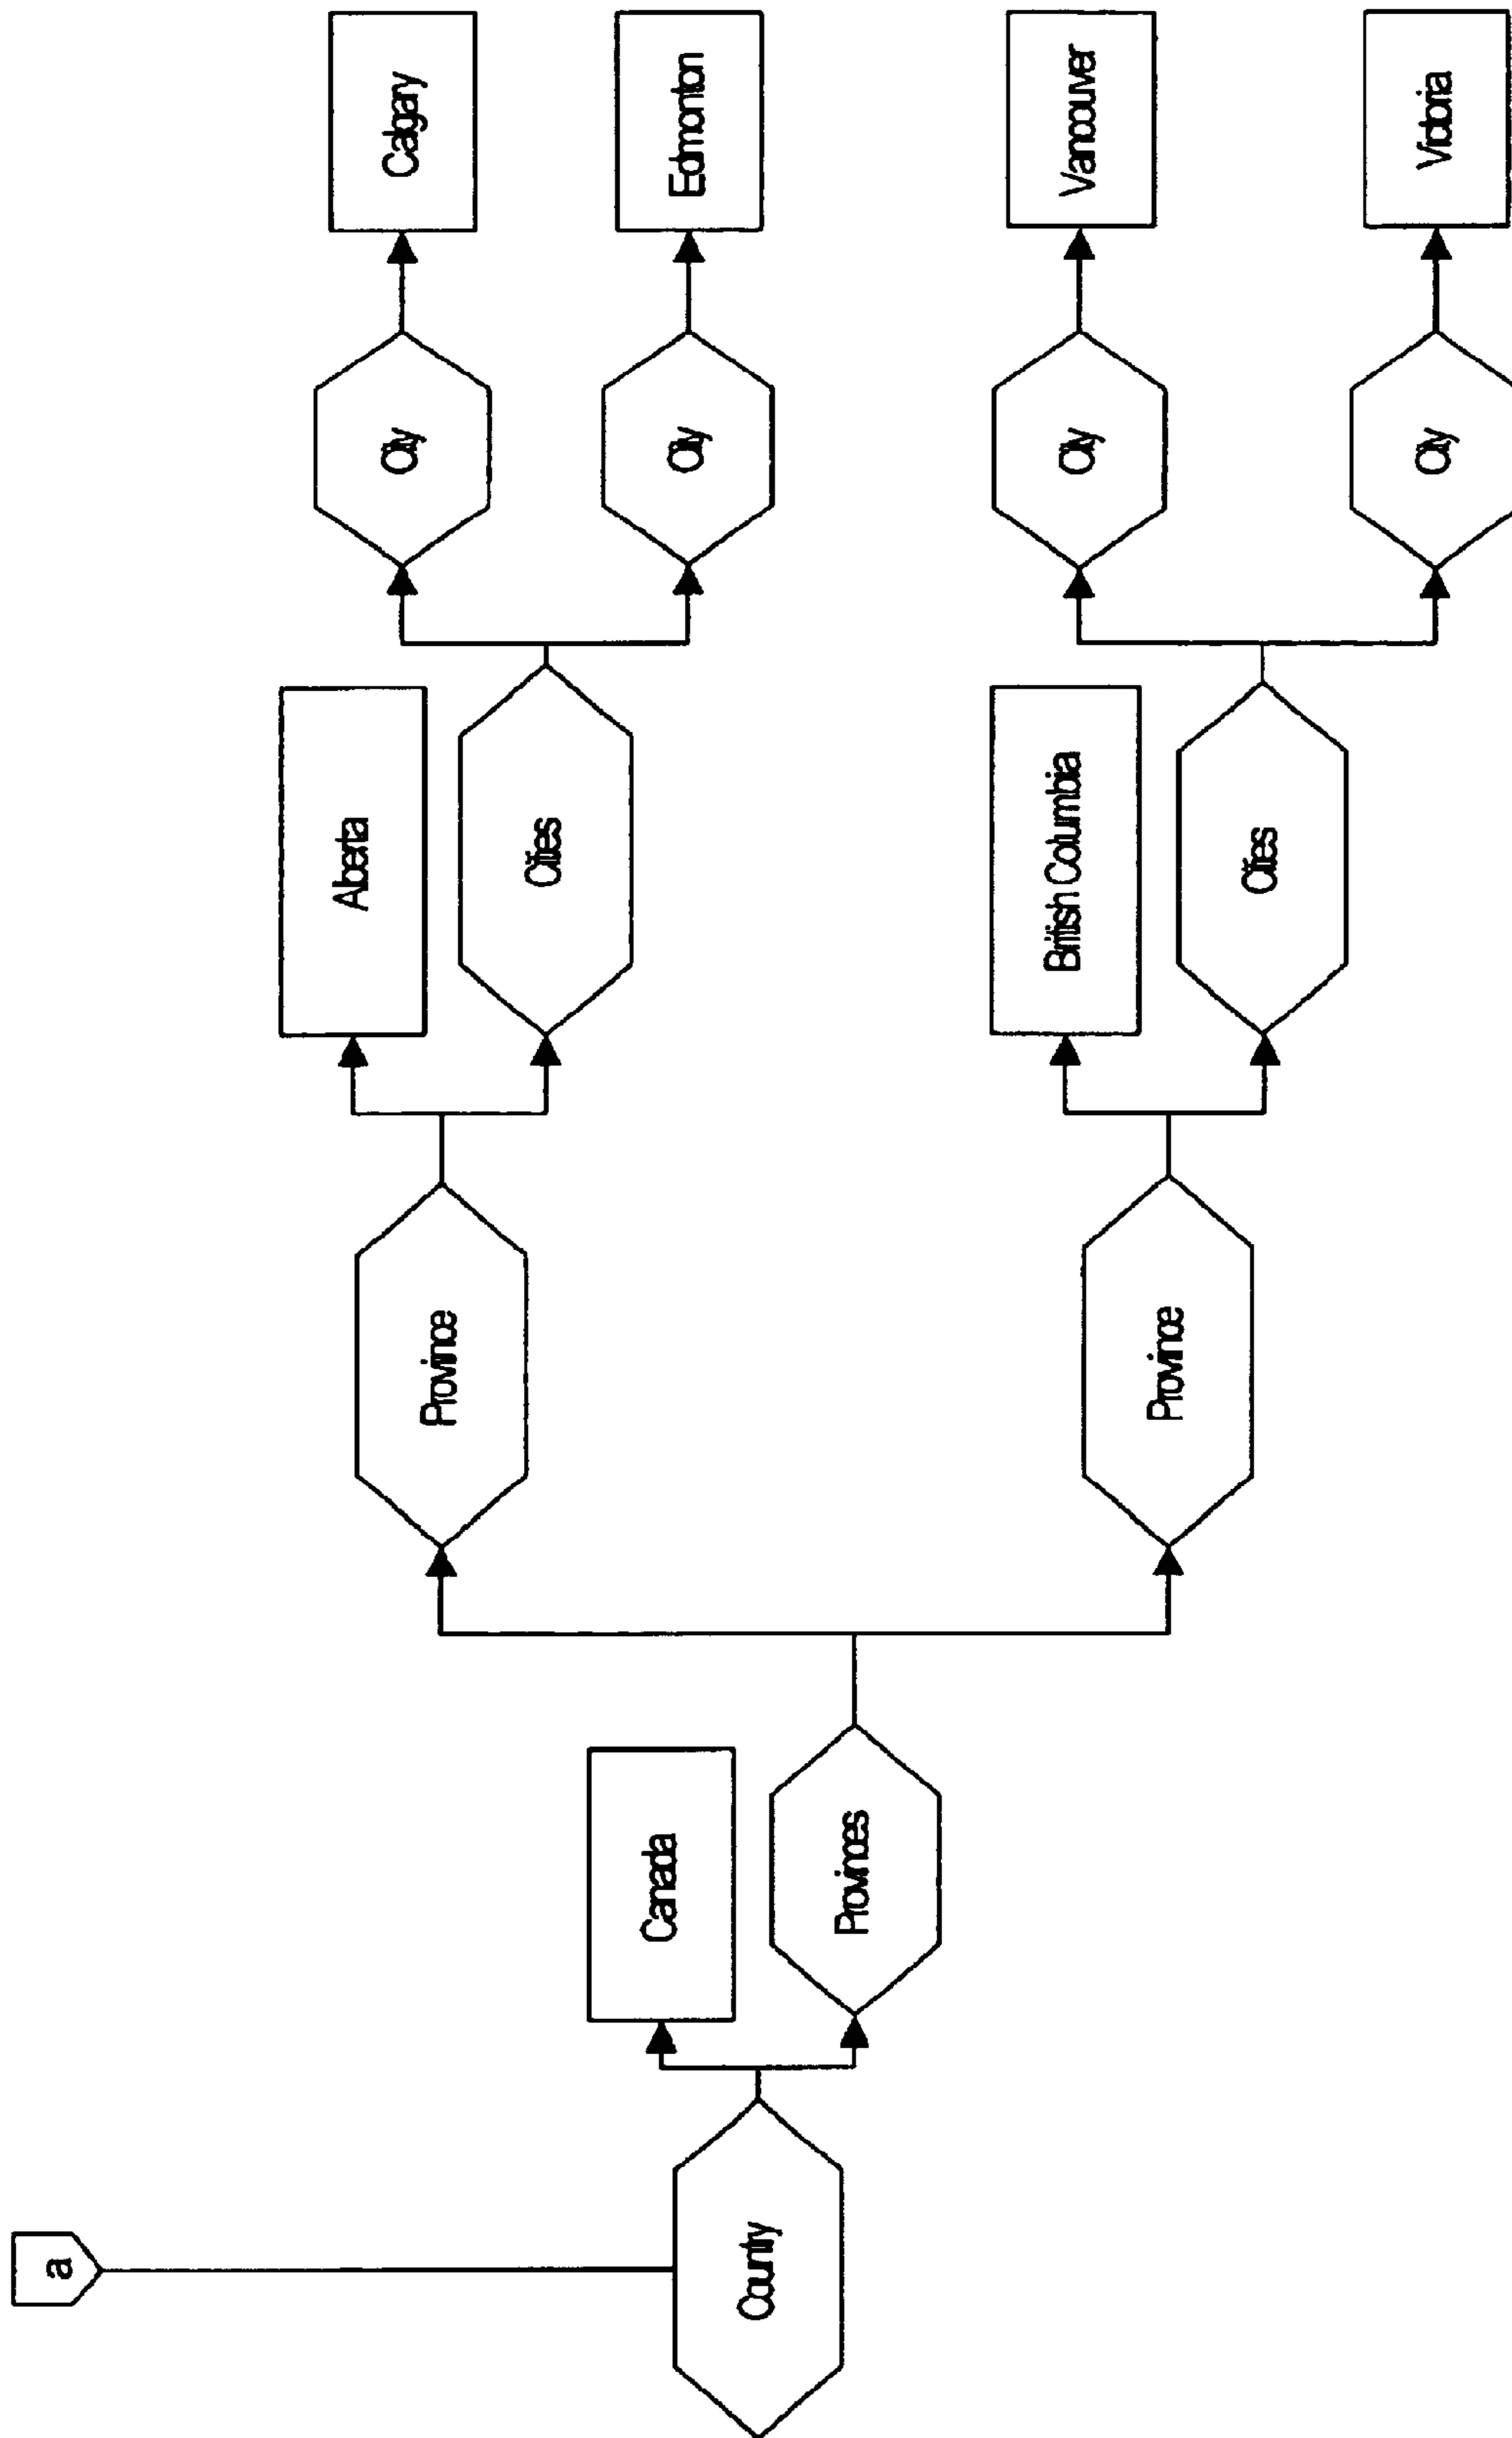 a
Country
Canada
Provinces
Province
Alberta
Cities
City
Calgary
City
Edmonton
Province
British Columbia
Cities
City
Vancouver
City
Victoria